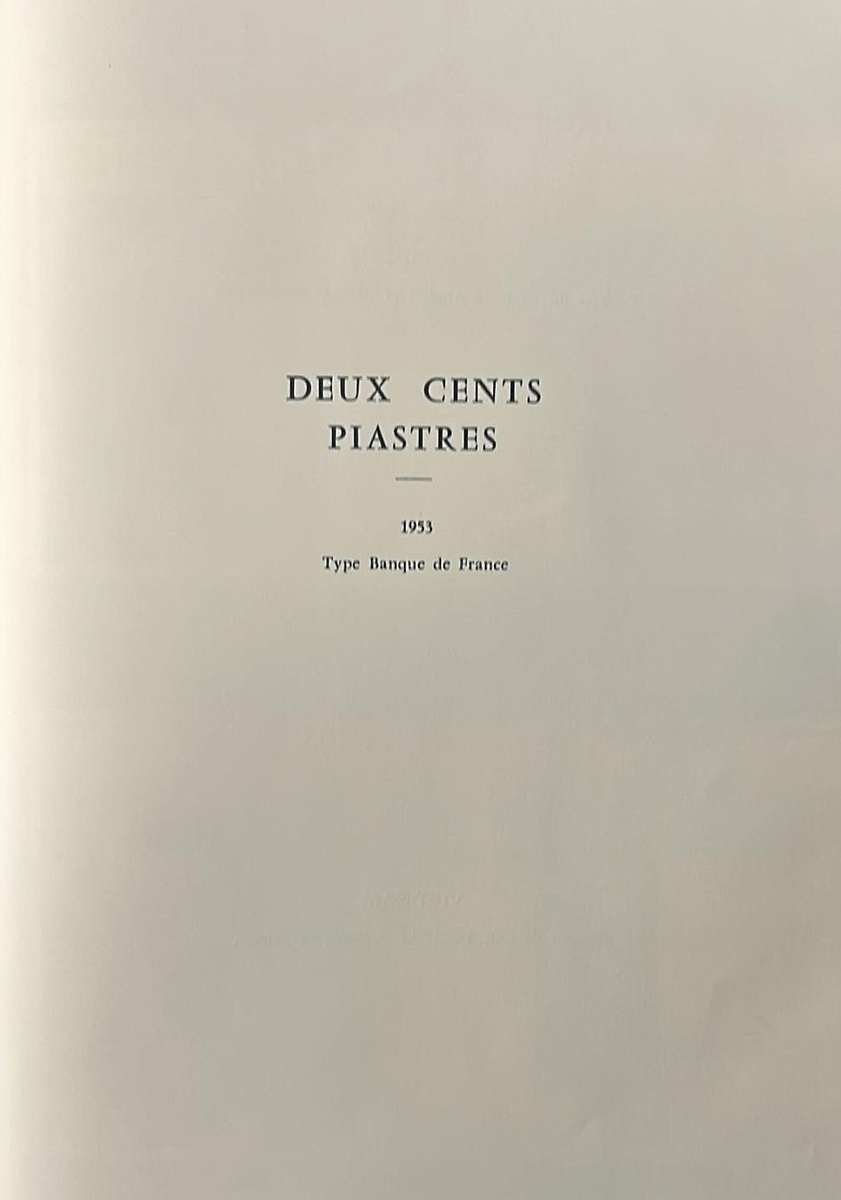 DEUX CENTS
PIASTRES
1953
Type Banque de France